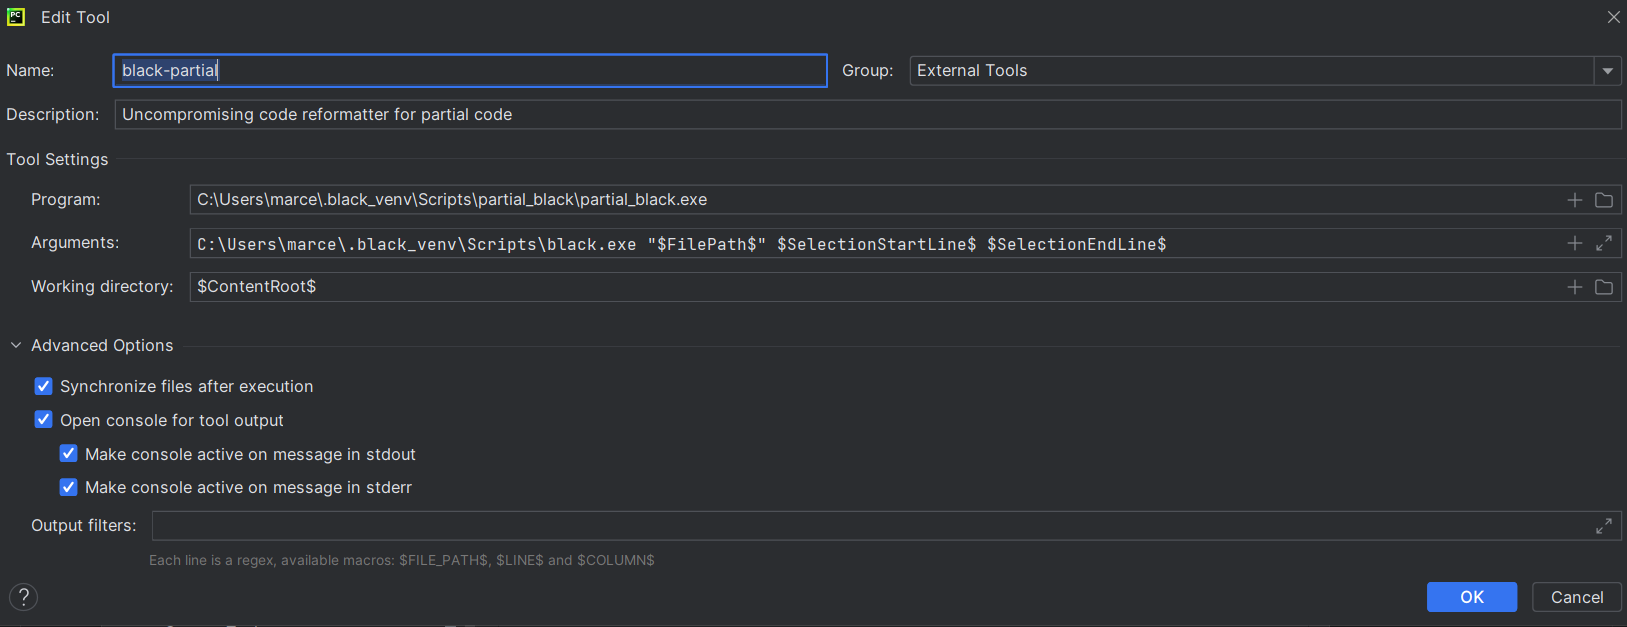 PC Edit Tool
Name: black-partial Group: External Tools
Description: Uncompromising code reformatter for partial code
Tool Settings
Program: C:\Users\marce\.black_venv\Scripts\partial_black\partial_black.exe
Arguments: C:\Users\marce\.black_venv\Scripts\black.exe "$FilePath$" $SelectionStartLine$ $SelectionEndLine$
Working directory: $ContentRoot$
Advanced Options
Synchronize files after execution
Open console for tool output
Make console active on message in stdout
Make console active on message in stderr
Output filters:
Each line is a regex, available macros: $FILE_PATH$, $LINE$ and $COLUMN$
? OK Cancel